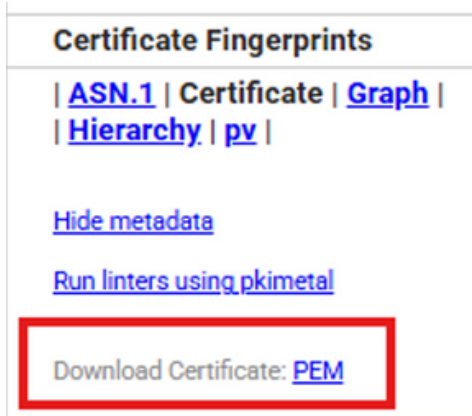 Certificate Fingerprints
| ASN.1 | Certificate | Graph |
| Hierarchy | pv |
Hide metadata
Run linters using pkimetal
Download Certificate: PEM